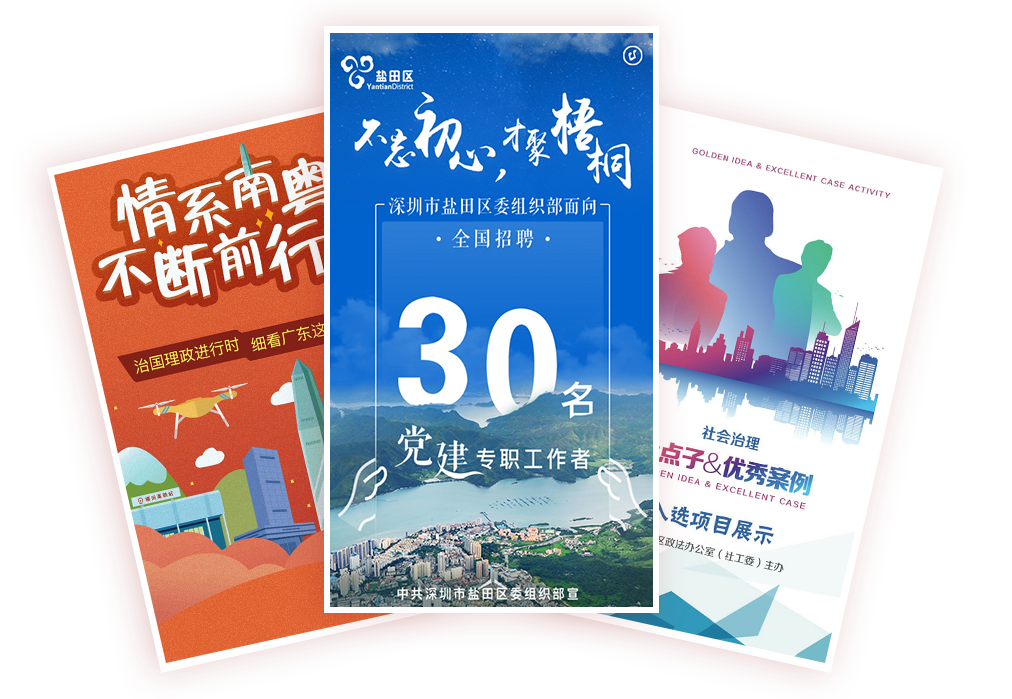 情系南粤
不断前行
治国理政进行时 细看广东这
盐田区
YantianDistrict
不忘初心,才聚梧桐
深圳市盐田区委组织部面向
·全国招聘·
30名
党建专职工作者
中共深圳市盐田区委组织部宣
GOLDEN IDEA & EXCELLENT CASE ACTIVITY
社会治理
点子&优秀案例
EN IDEA & EXCELLENT CASE
入选项目展示
区政法办公室(社工委)主办